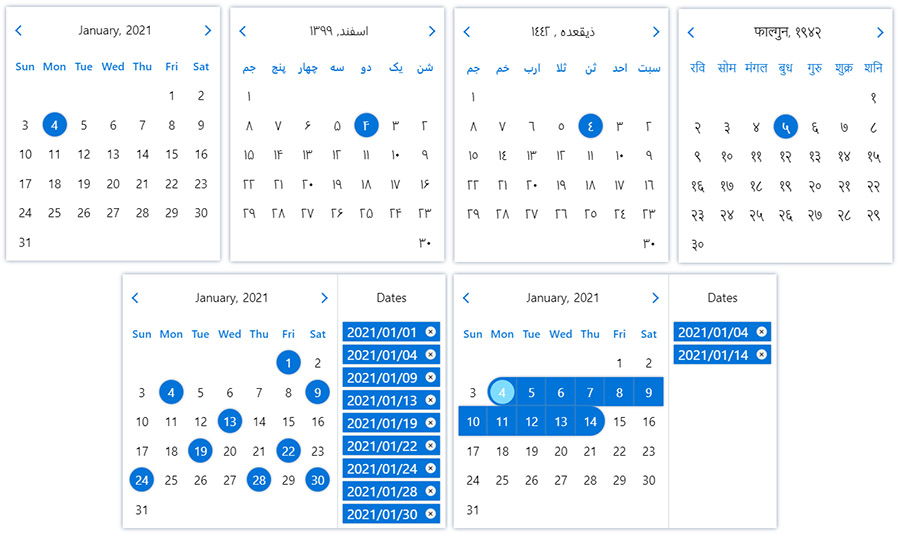 January, 2021
Sun Mon Tue Wed Thu Fri Sat
1 2
3 4 5 6 7 8 9
10 11 12 13 14 15 16
17 18 19 20 21 22 23
24 25 26 27 28 29 30
31
اسفند, ۱۳۹۹
شن یک دو سه چهار پنج جم
۱
۲ ۳ ۴ ۵ ۶ ۷ ۸
۹ ۱۰ ۱۱ ۱۲ ۱۳ ۱۴ ۱۵
۱۶ ۱۷ ۱۸ ۱۹ ۲۰ ۲۱ ۲۲
۲۳ ۲۴ ۲۵ ۲۶ ۲۷ ۲۸ ۲۹
۳۰
ذیقعده , ١٤٤٢
سبت احد ثن ثلا ارب خم جم
١
٢ ٣ ٤ ٥ ٦ ٧ ٨
٩ ١٠ ١١ ١٢ ١٣ ١٤ ١٥
١٦ ١٧ ١٨ ١٩ ٢٠ ٢١ ٢٢
٢٣ ٢٤ ٢٥ ٢٦ ٢٧ ٢٨ ٢٩
٣٠
फाल्गुन, १९४२
रवि सोम मंगल बुध गुरु शुक्र शनि
१
२ ३ ४ ५ ६ ७ ८
९ १० ११ १२ १३ १४ १५
१६ १७ १८ १९ २० २१ २२
२३ २४ २५ २६ २७ २८ २९
३०
January, 2021
Sun Mon Tue Wed Thu Fri Sat
1 2
3 4 5 6 7 8 9
10 11 12 13 14 15 16
17 18 19 20 21 22 23
24 25 26 27 28 29 30
31
Dates
2021/01/01
2021/01/04
2021/01/09
2021/01/13
2021/01/19
2021/01/22
2021/01/24
2021/01/28
2021/01/30
January, 2021
Sun Mon Tue Wed Thu Fri Sat
1 2
3 4 5 6 7 8 9
10 11 12 13 14 15 16
17 18 19 20 21 22 23
24 25 26 27 28 29 30
31
Dates
2021/01/04
2021/01/14